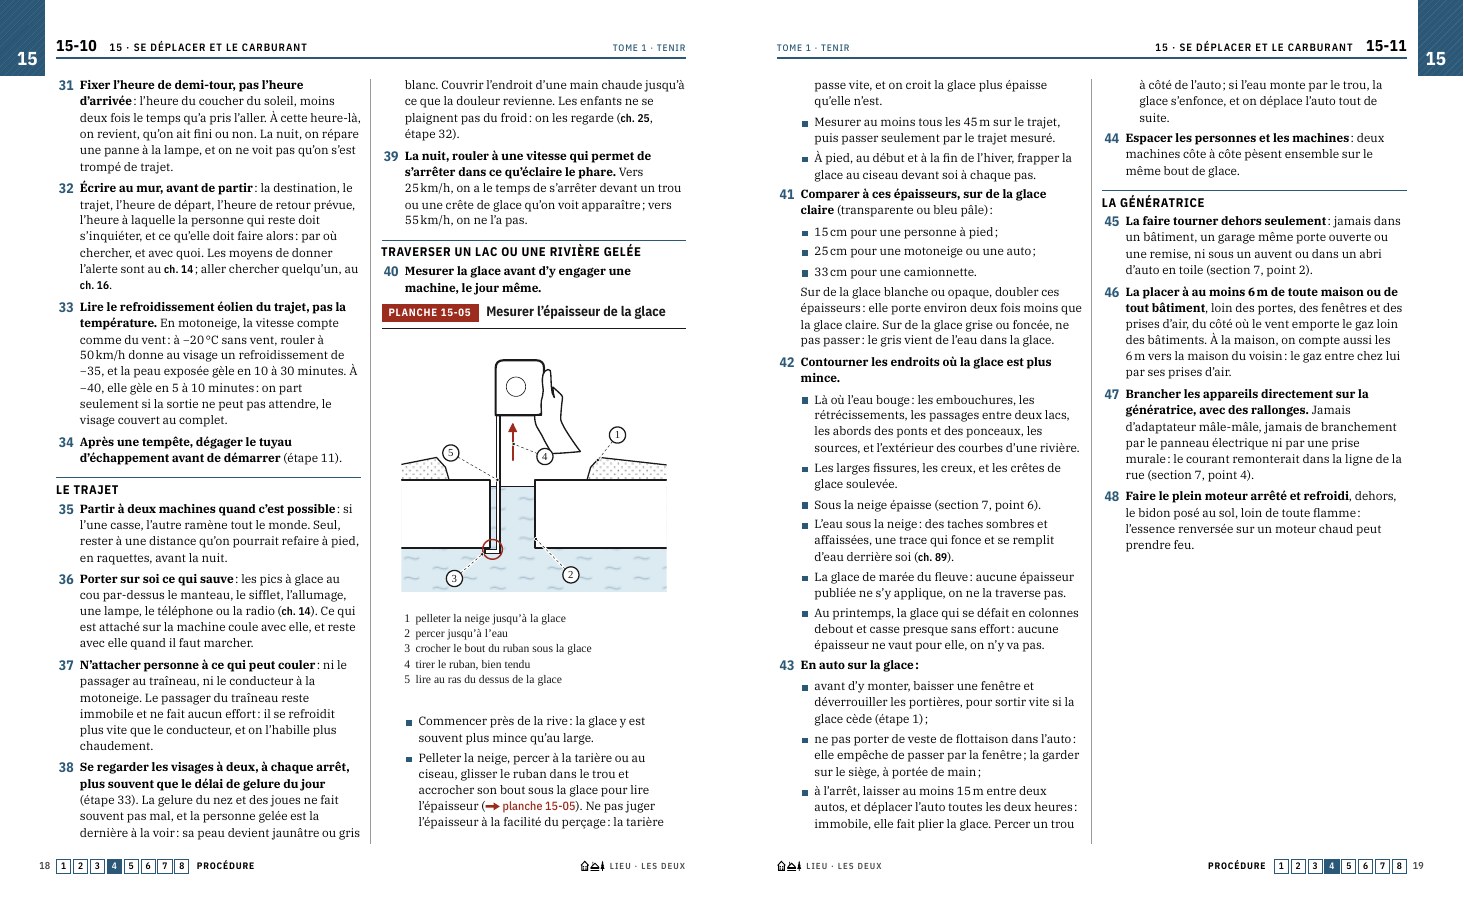 15
15-10 15 · SE DÉPLACER ET LE CARBURANT
TOME 1 · TENIR
31 Fixer l’heure de demi-tour, pas l’heure
d’arrivée : l’heure du coucher du soleil, moins
deux fois le temps qu’a pris l’aller. À cette heure-là,
on revient, qu’on ait fini ou non. La nuit, on répare
une panne à la lampe, et on ne voit pas qu’on s’est
trompé de trajet.
32 Écrire au mur, avant de partir : la destination, le
trajet, l’heure de départ, l’heure de retour prévue,
l’heure à laquelle la personne qui reste doit
s’inquiéter, et ce qu’elle doit faire alors : par où
chercher, et avec quoi. Les moyens de donner
l’alerte sont au ch. 14 ; aller chercher quelqu’un, au
ch. 16.
33 Lire le refroidissement éolien du trajet, pas la
température. En motoneige, la vitesse compte
comme du vent : à −20 °C sans vent, rouler à
50 km/h donne au visage un refroidissement de
−35, et la peau exposée gèle en 10 à 30 minutes. À
−40, elle gèle en 5 à 10 minutes : on part
seulement si la sortie ne peut pas attendre, le
visage couvert au complet.
34 Après une tempête, dégager le tuyau
d’échappement avant de démarrer (étape 11).
LE TRAJET
35 Partir à deux machines quand c’est possible : si
l’une casse, l’autre ramène tout le monde. Seul,
rester à une distance qu’on pourrait refaire à pied,
en raquettes, avant la nuit.
36 Porter sur soi ce qui sauve : les pics à glace au
cou par-dessus le manteau, le sifflet, l’allumage,
une lampe, le téléphone ou la radio (ch. 14). Ce qui
est attaché sur la machine coule avec elle, et reste
avec elle quand il faut marcher.
37 N’attacher personne à ce qui peut couler : ni le
passager au traîneau, ni le conducteur à la
motoneige. Le passager du traîneau reste
immobile et ne fait aucun effort : il se refroidit
plus vite que le conducteur, et on l’habille plus
chaudement.
38 Se regarder les visages à deux, à chaque arrêt,
plus souvent que le délai de gelure du jour
(étape 33). La gelure du nez et des joues ne fait
souvent pas mal, et la personne gelée est la
dernière à la voir : sa peau devient jaunâtre ou gris
blanc. Couvrir l’endroit d’une main chaude jusqu’à
ce que la douleur revienne. Les enfants ne se
plaignent pas du froid : on les regarde (ch. 25,
étape 32).
39 La nuit, rouler à une vitesse qui permet de
s’arrêter dans ce qu’éclaire le phare. Vers
25 km/h, on a le temps de s’arrêter devant un trou
ou une crête de glace qu’on voit apparaître ; vers
55 km/h, on ne l’a pas.
TRAVERSER UN LAC OU UNE RIVIÈRE GELÉE
40 Mesurer la glace avant d’y engager une
machine, le jour même.
PLANCHE 15-05 Mesurer l’épaisseur de la glace
1
5
4
3
2
1 pelleter la neige jusqu’à la glace
2 percer jusqu’à l’eau
3 crocher le bout du ruban sous la glace
4 tirer le ruban, bien tendu
5 lire au ras du dessus de la glace
Commencer près de la rive : la glace y est
souvent plus mince qu’au large.
Pelleter la neige, percer à la tarière ou au
ciseau, glisser le ruban dans le trou et
accrocher son bout sous la glace pour lire
l’épaisseur (➡ planche 15-05). Ne pas juger
l’épaisseur à la facilité du perçage : la tarière
18 1 2 3 4 5 6 7 8 PROCÉDURE
LIEU · LES DEUX
TOME 1 · TENIR
15 · SE DÉPLACER ET LE CARBURANT 15-11
15
passe vite, et on croit la glace plus épaisse
qu’elle n’est.
Mesurer au moins tous les 45 m sur le trajet,
puis passer seulement par le trajet mesuré.
À pied, au début et à la fin de l’hiver, frapper la
glace au ciseau devant soi à chaque pas.
41 Comparer à ces épaisseurs, sur de la glace
claire (transparente ou bleu pâle) :
15 cm pour une personne à pied ;
25 cm pour une motoneige ou une auto ;
33 cm pour une camionnette.
Sur de la glace blanche ou opaque, doubler ces
épaisseurs : elle porte environ deux fois moins que
la glace claire. Sur de la glace grise ou foncée, ne
pas passer : le gris vient de l’eau dans la glace.
42 Contourner les endroits où la glace est plus
mince.
Là où l’eau bouge : les embouchures, les
rétrécissements, les passages entre deux lacs,
les abords des ponts et des ponceaux, les
sources, et l’extérieur des courbes d’une rivière.
Les larges fissures, les creux, et les crêtes de
glace soulevée.
Sous la neige épaisse (section 7, point 6).
L’eau sous la neige : des taches sombres et
affaissées, une trace qui fonce et se remplit
d’eau derrière soi (ch. 89).
La glace de marée du fleuve : aucune épaisseur
publiée ne s’y applique, on ne la traverse pas.
Au printemps, la glace qui se défait en colonnes
debout et casse presque sans effort : aucune
épaisseur ne vaut pour elle, on n’y va pas.
43 En auto sur la glace :
avant d’y monter, baisser une fenêtre et
déverrouiller les portières, pour sortir vite si la
glace cède (étape 1) ;
ne pas porter de veste de flottaison dans l’auto :
elle empêche de passer par la fenêtre ; la garder
sur le siège, à portée de main ;
à l’arrêt, laisser au moins 15 m entre deux
autos, et déplacer l’auto toutes les deux heures :
immobile, elle fait plier la glace. Percer un trou
à côté de l’auto ; si l’eau monte par le trou, la
glace s’enfonce, et on déplace l’auto tout de
suite.
44 Espacer les personnes et les machines : deux
machines côte à côte pèsent ensemble sur le
même bout de glace.
LA GÉNÉRATRICE
45 La faire tourner dehors seulement : jamais dans
un bâtiment, un garage même porte ouverte ou
une remise, ni sous un auvent ou dans un abri
d’auto en toile (section 7, point 2).
46 La placer à au moins 6 m de toute maison ou de
tout bâtiment, loin des portes, des fenêtres et des
prises d’air, du côté où le vent emporte le gaz loin
des bâtiments. À la maison, on compte aussi les
6 m vers la maison du voisin : le gaz entre chez lui
par ses prises d’air.
47 Brancher les appareils directement sur la
génératrice, avec des rallonges. Jamais
d’adaptateur mâle-mâle, jamais de branchement
par le panneau électrique ni par une prise
murale : le courant remonterait dans la ligne de la
rue (section 7, point 4).
48 Faire le plein moteur arrêté et refroidi, dehors,
le bidon posé au sol, loin de toute flamme :
l’essence renversée sur un moteur chaud peut
prendre feu.
LIEU · LES DEUX
PROCÉDURE 1 2 3 4 5 6 7 8 19